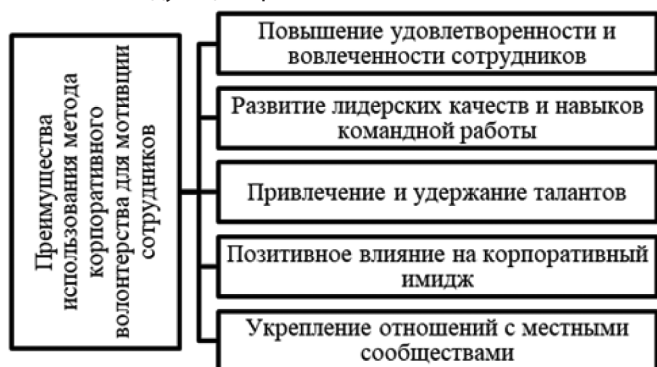 Преимущества
использования метода
корпоративного
волонтерства для мотивции
сотрудников
Повышение удовлетворенности и
вовлеченности сотрудников
Развитие лидерских качеств и навыков
командной работы
Привлечение и удержание талантов
Позитивное влияние на корпоративный
имидж
Укрепление отношений с местными
сообществами